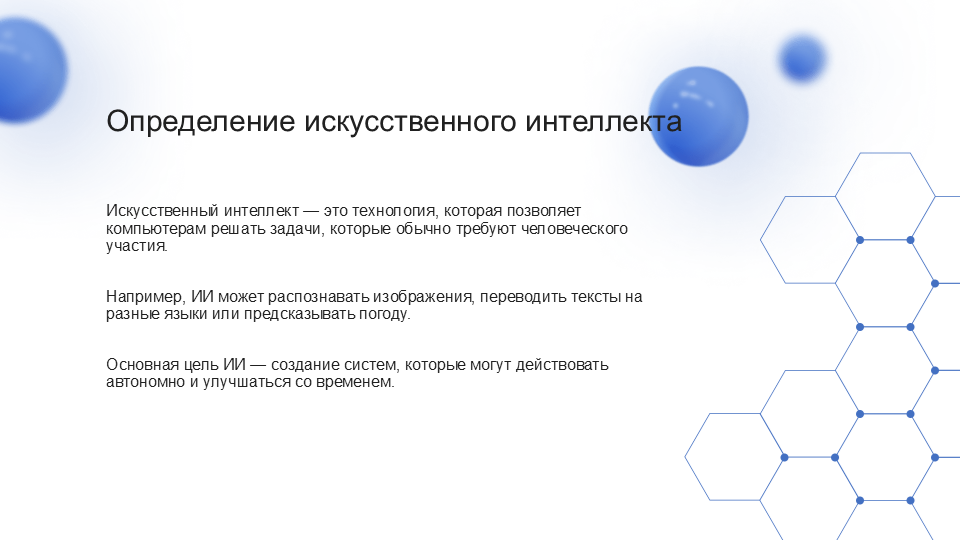 Определение искусственного интеллекта
Искусственный интеллект — это технология, которая позволяет
компьютерам решать задачи, которые обычно требуют человеческого
участия.
Например, ИИ может распознавать изображения, переводить тексты на
разные языки или предсказывать погоду.
Основная цель ИИ — создание систем, которые могут действовать
автономно и улучшаться со временем.